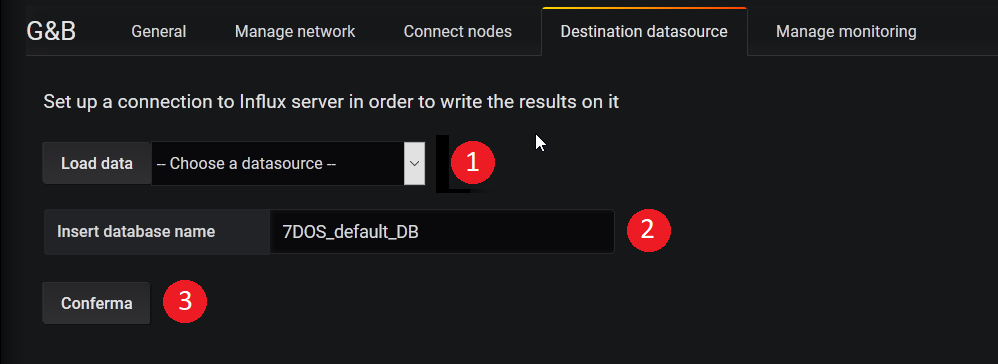 G&B General Manage network Connect nodes Destination datasource Manage monitoring
Set up a connection to Influx server in order to write the results on it
Load data -- Choose a datasource -- 1
Insert database name 7DOS_default_DB 2
Conferma 3